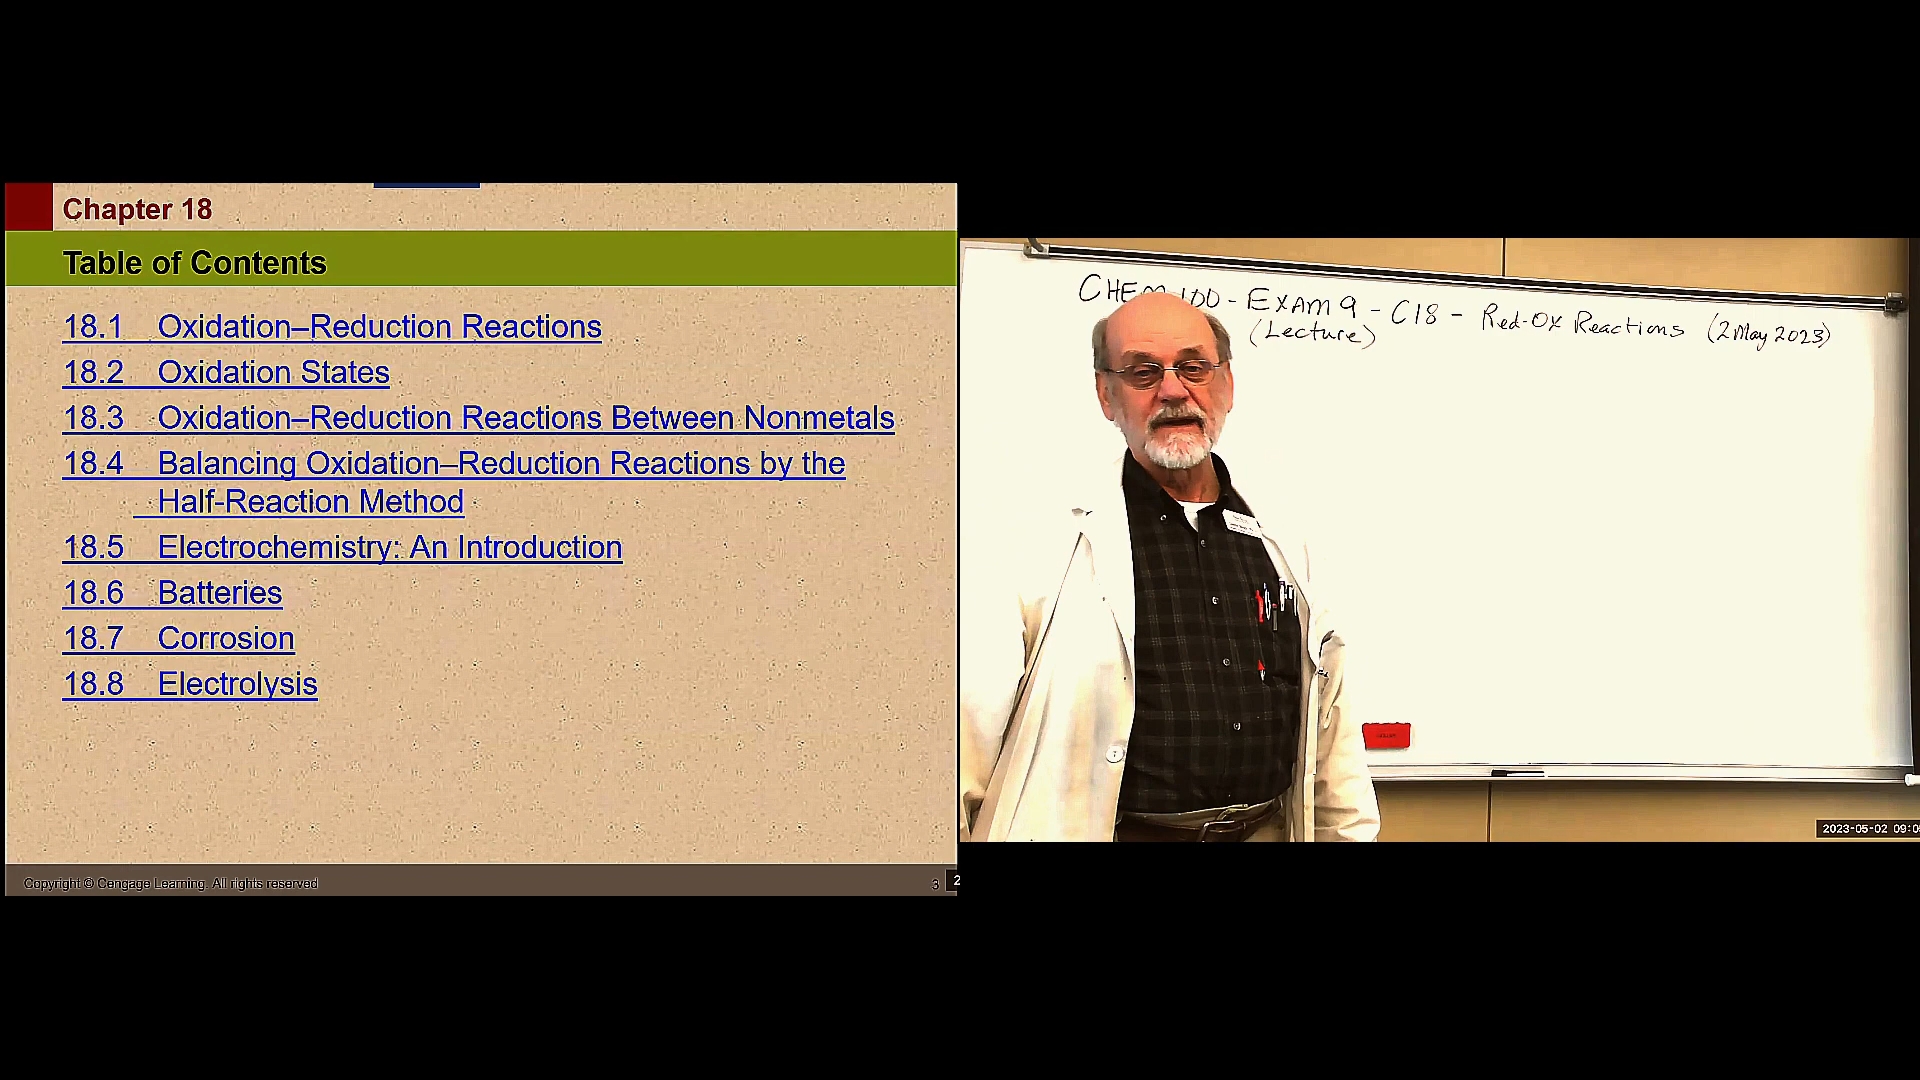 Chapter 18
Table of Contents
18.1 Oxidation–Reduction Reactions
18.2 Oxidation States
18.3 Oxidation–Reduction Reactions Between Nonmetals
18.4 Balancing Oxidation–Reduction Reactions by the
Half-Reaction Method
18.5 Electrochemistry: An Introduction
18.6 Batteries
18.7 Corrosion
18.8 Electrolysis
Copyright © Cengage Learning. All rights reserved
3
2
CHEM 100 - EXAM 9 - C18 - Red-Ox Reactions (2 May 2023)
(Lecture)
2023-05-02 09:0